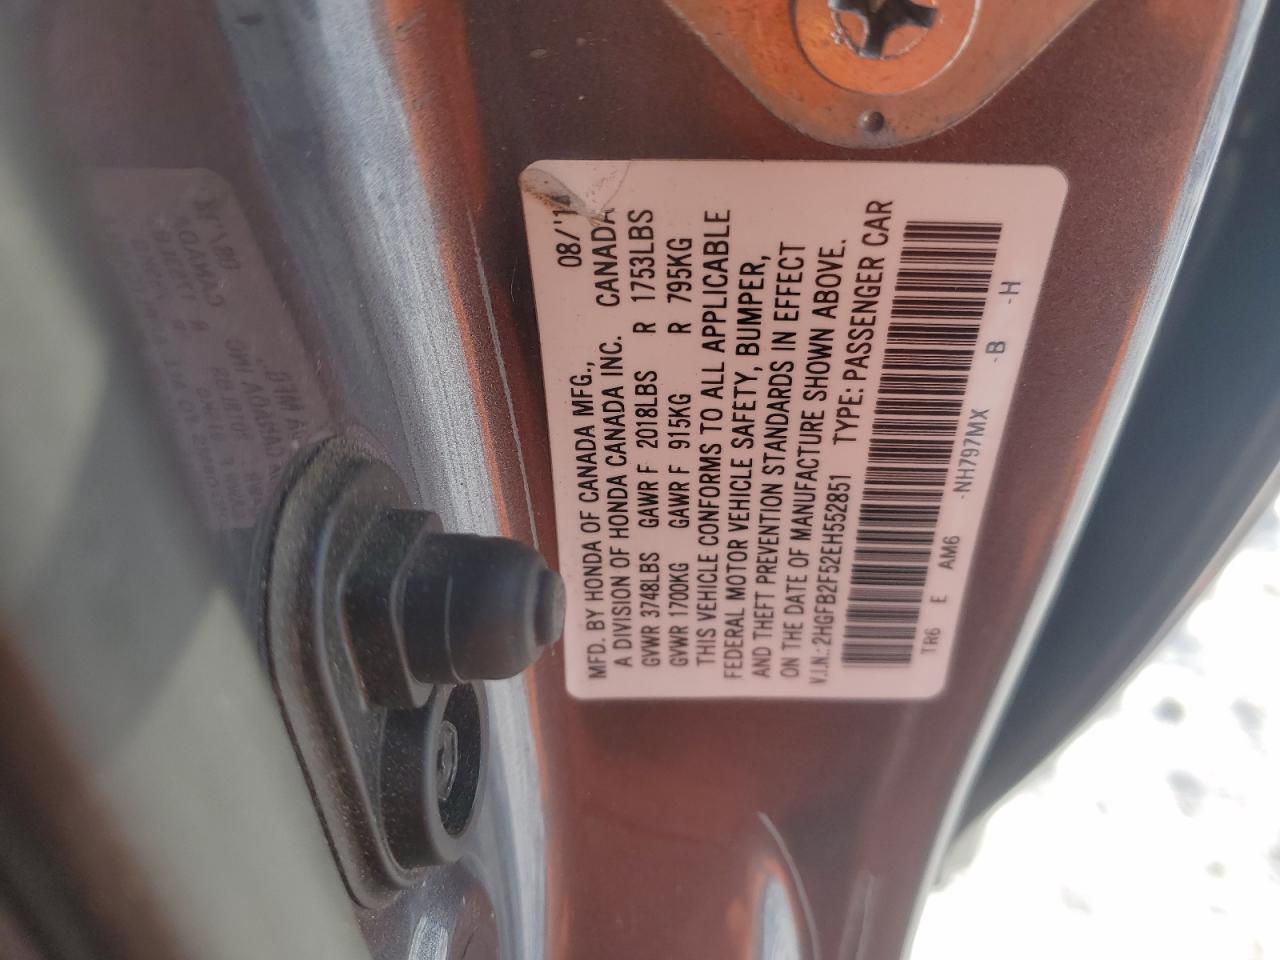 MFD. BY HONDA OF CANADA MFG., 08/'1
A DIVISION OF HONDA CANADA INC. CANADA
GVWR 3748LBS GAWR F 2018LBS R 1753LBS
GVWR 1700KG GAWR F 915KG R 795KG
THIS VEHICLE CONFORMS TO ALL APPLICABLE
FEDERAL MOTOR VEHICLE SAFETY, BUMPER,
AND THEFT PREVENTION STANDARDS IN EFFECT
ON THE DATE OF MANUFACTURE SHOWN ABOVE.
V.I.N.: 2HGFB2F52EH552851 TYPE: PASSENGER CAR
TR6 E AM6 -NH797MX -B -H